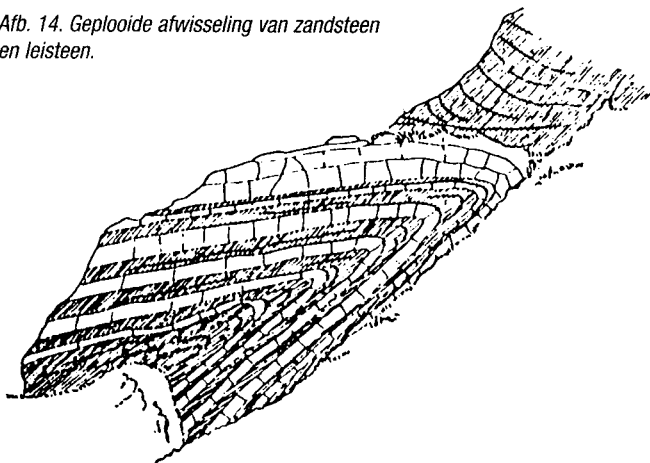 Afb. 14. Geplooide afwisseling van zandsteen
en leisteen.